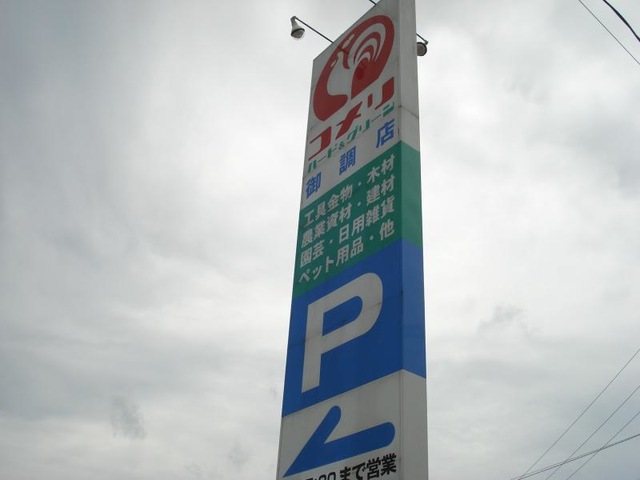 コメリ
ハード&グリーン
御調店
工具金物・木材
農業資材・建材
園芸・日用雑貨
ペット用品・他
P
まで営業